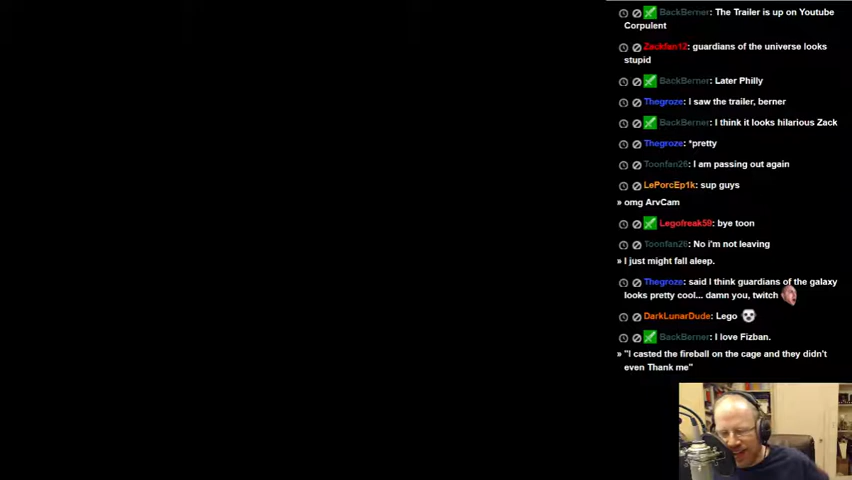 BackBerner: The Trailer is up on Youtube
Corpulent
Zackfan12: guardians of the universe looks
stupid
BackBerner: Later Philly
Thegroze: I saw the trailer, berner
BackBerner: I think it looks hilarious Zack
Thegroze: *pretty
Toonfan26: I am passing out again
LePorcEp1k: sup guys
» omg ArvCam
Legofreak59: bye toon
Toonfan26: No i'm not leaving
» I just might fall aleep.
Thegroze: said I think guardians of the galaxy
looks pretty cool... damn you, twitch
DarkLunarDude: Lego
BackBerner: I love Fizban.
» "I casted the fireball on the cage and they didn't
even Thank me"